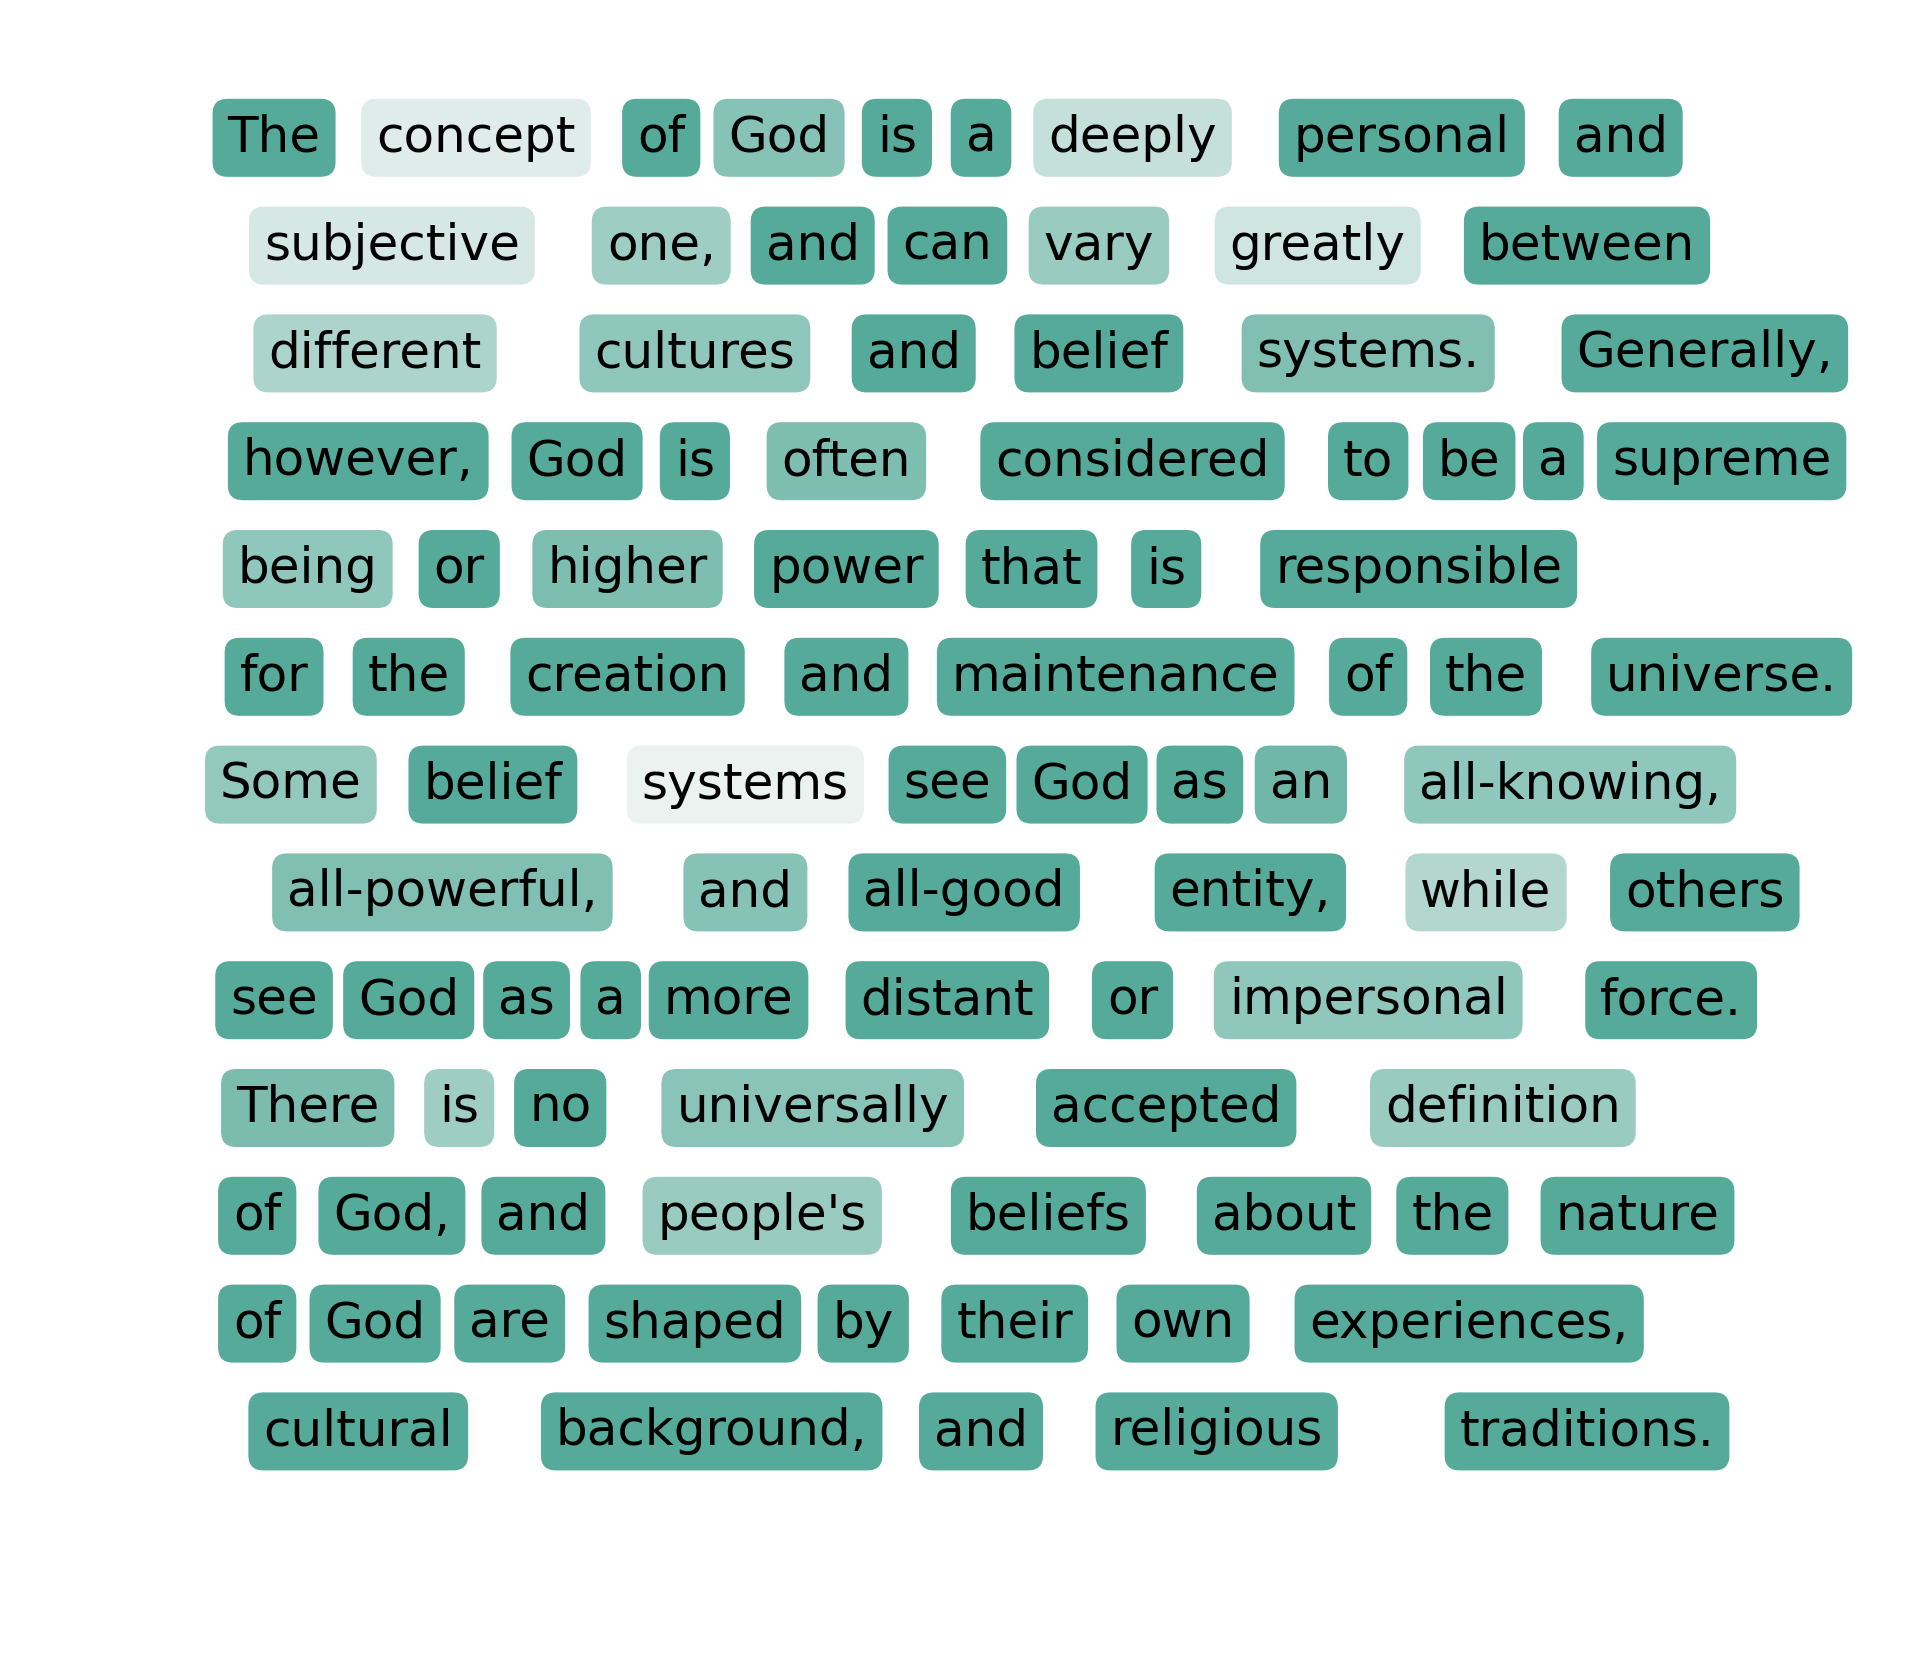 The concept of God is a deeply personal and
subjective one, and can vary greatly between
different cultures and belief systems. Generally,
however, God is often considered to be a supreme
being or higher power that is responsible
for the creation and maintenance of the universe.
Some belief systems see God as an all-knowing,
all-powerful, and all-good entity, while others
see God as a more distant or impersonal force.
There is no universally accepted definition
of God, and people's beliefs about the nature
of God are shaped by their own experiences,
cultural background, and religious traditions.